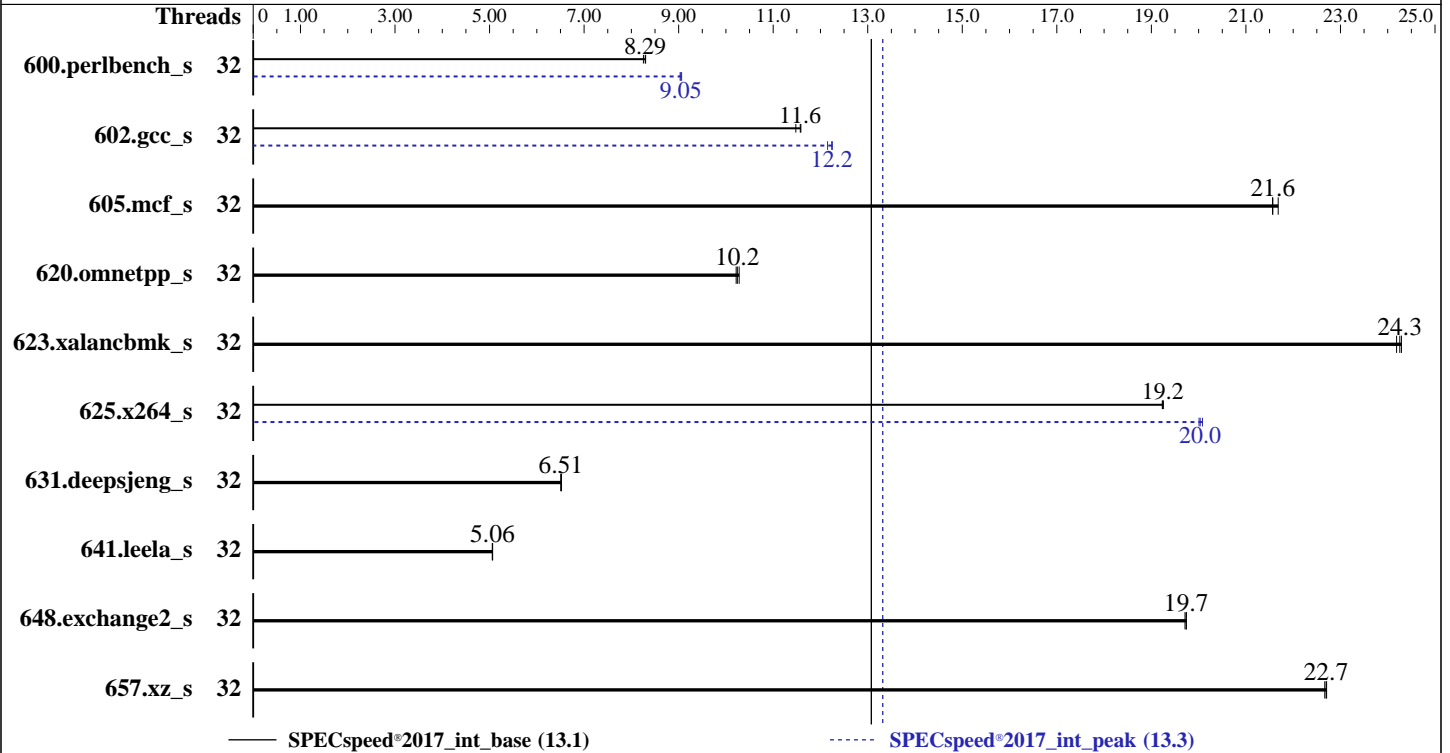 Threads 0 1.00 3.00 5.00 7.00 9.00 11.0 13.0 15.0 17.0 19.0 21.0 23.0 25.0
600.perlbench_s 32 8.29
9.05
602.gcc_s 32 11.6
12.2
605.mcf_s 32 21.6
620.omnetpp_s 32 10.2
623.xalancbmk_s 32 24.3
625.x264_s 32 19.2
20.0
631.deepsjeng_s 32 6.51
641.leela_s 32 5.06
648.exchange2_s 32 19.7
657.xz_s 32 22.7
SPECspeed®2017_int_base (13.1) SPECspeed®2017_int_peak (13.3)